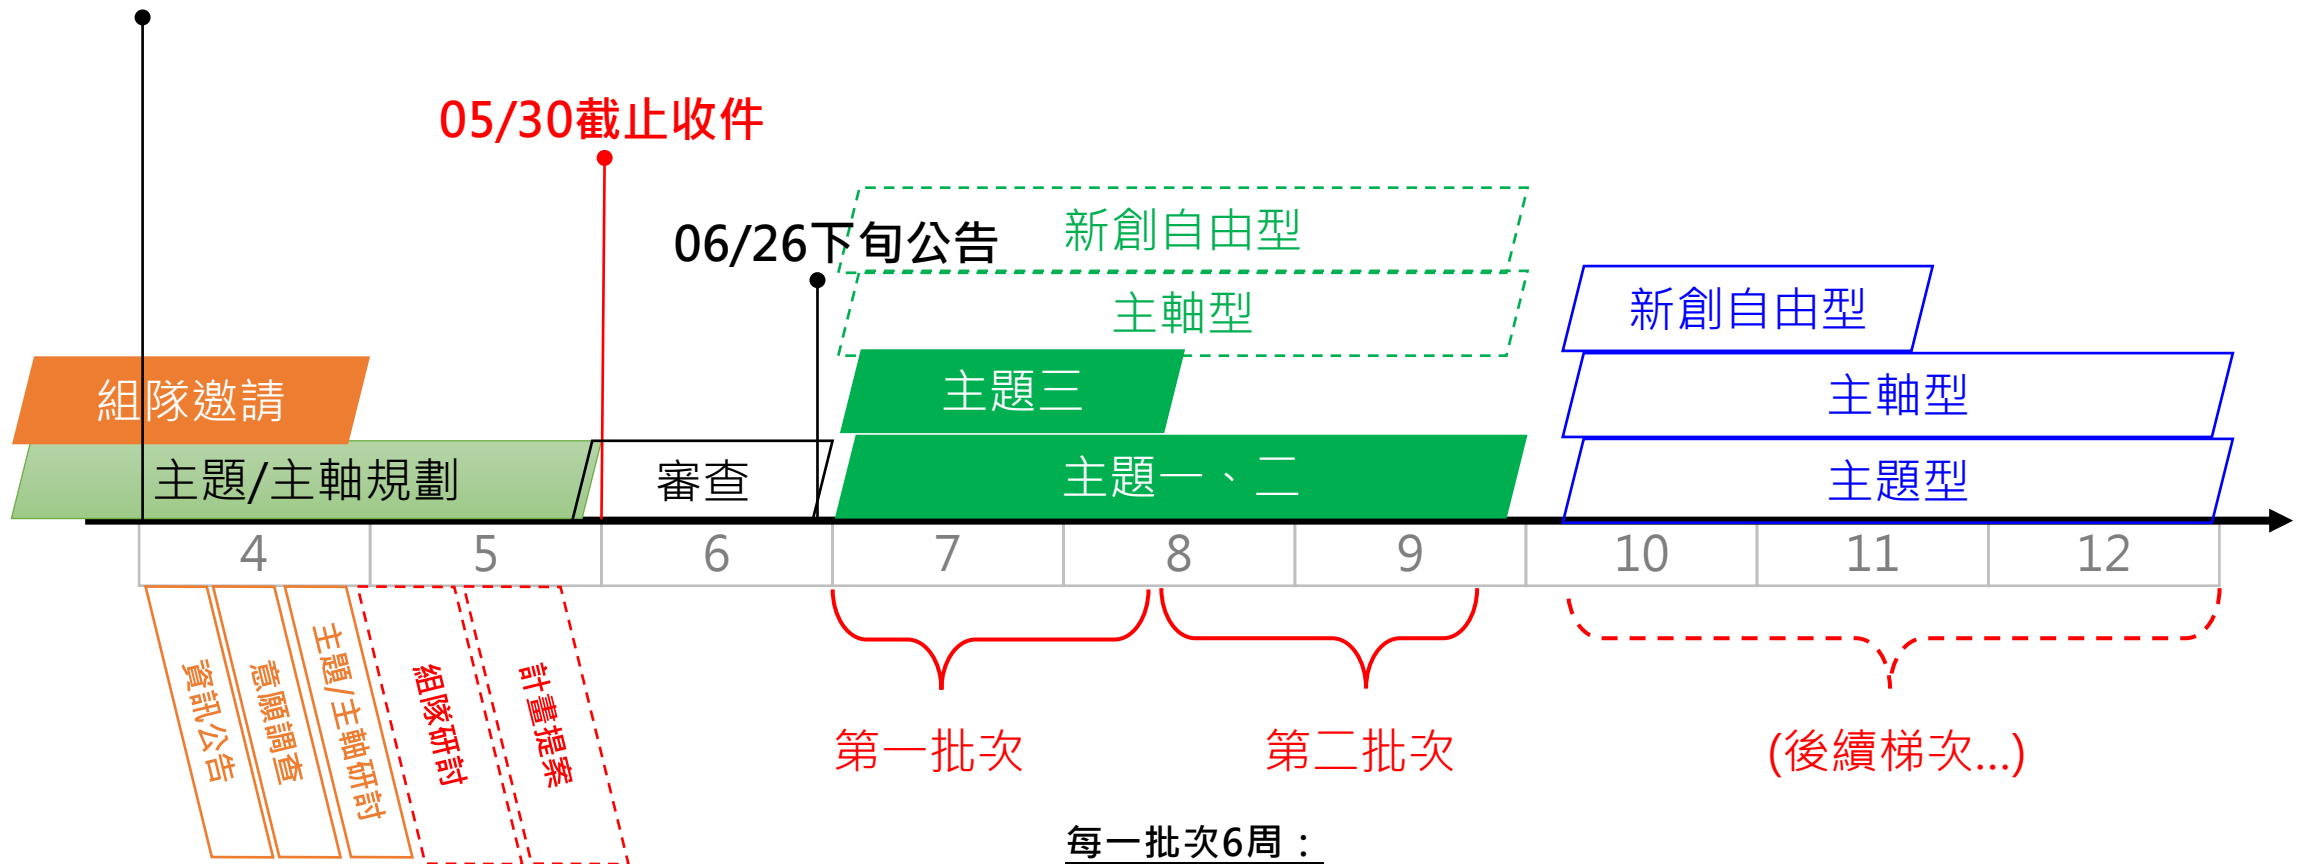 05/30截止收件
新創自由型
06/26下旬公告
新創自由型
主軸型
主題三
主軸型
組隊邀請
主題/主軸規劃
審查
主題一、二
主題型
4
5
6
7
8
9
10
11
12
資訊公告
意願調查
主題/主軸研討
組隊研討
計畫提案
第一批次
第二批次
(後續梯次...)
每一批次6周：